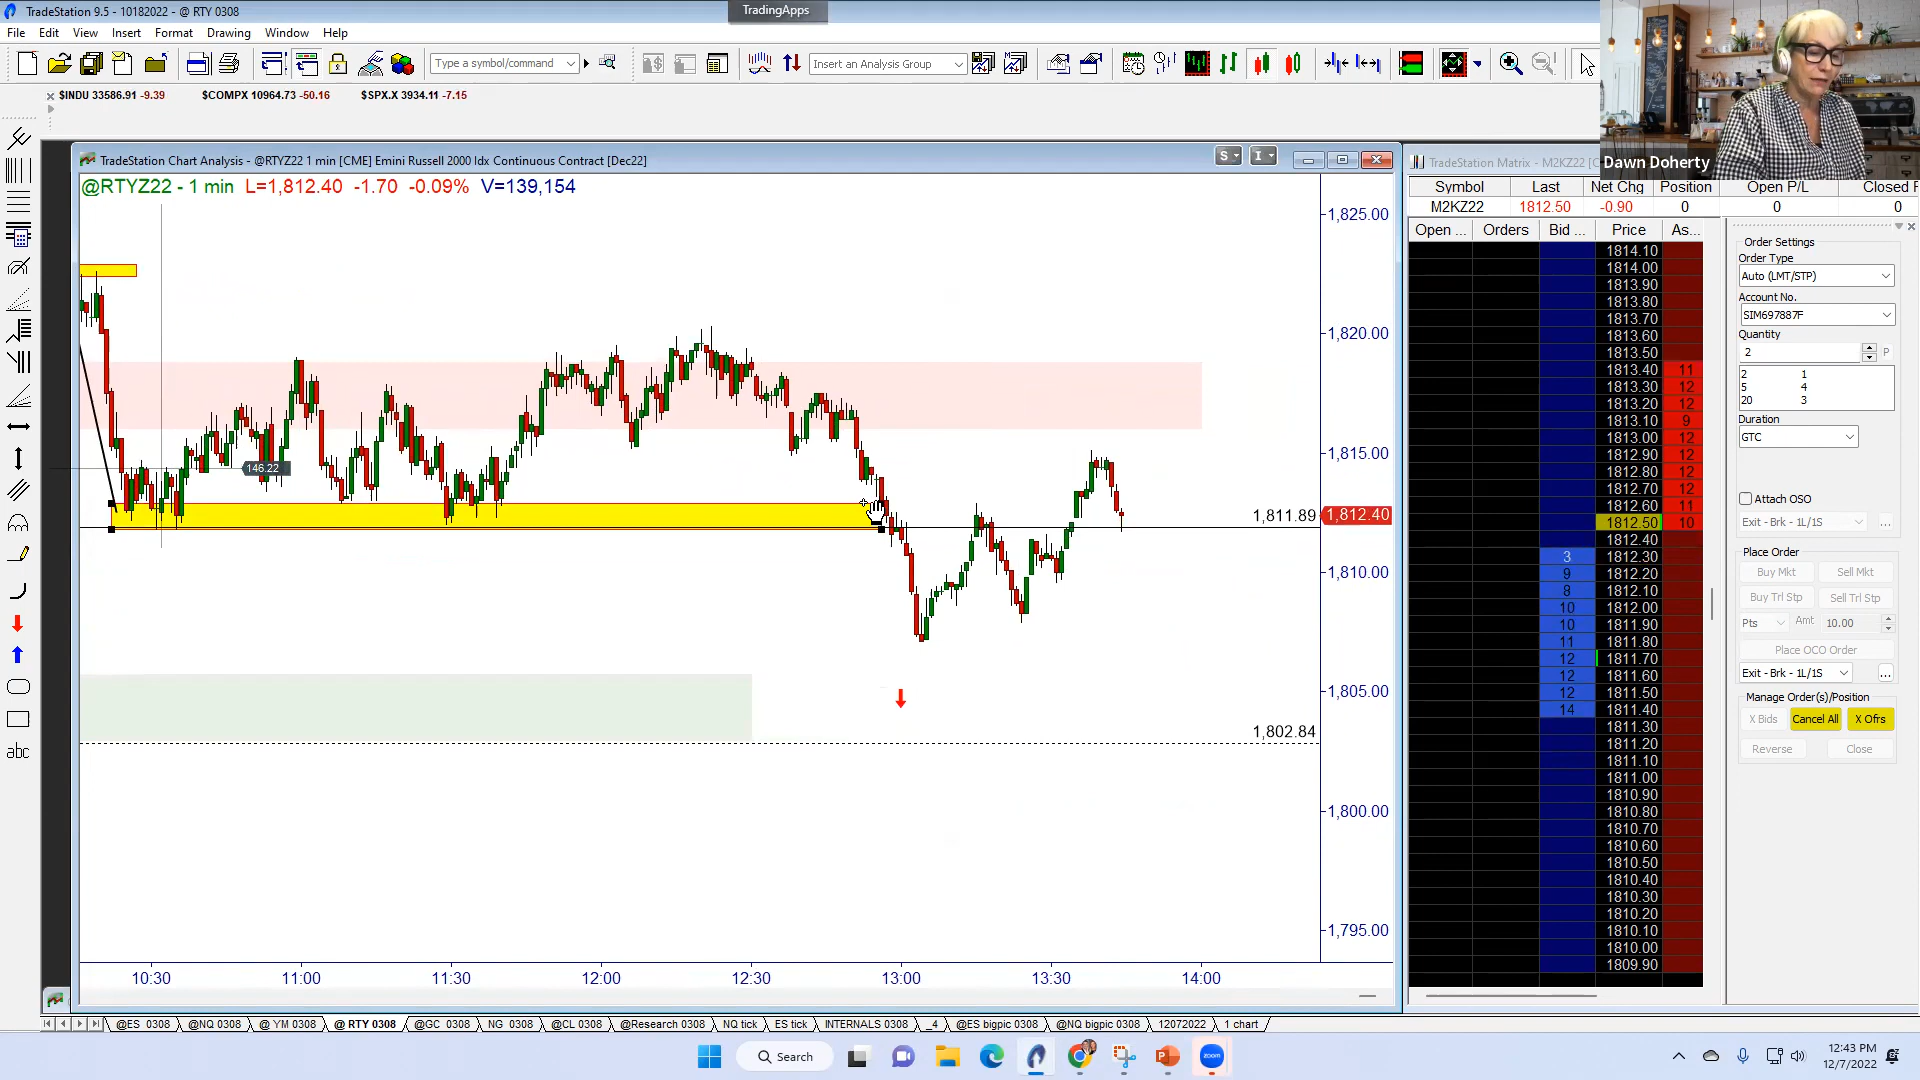 TradeStation 9.5 - 10182022 - @ RTY 0308
TradingApps
File Edit View Insert Format Drawing Window Help
Type a symbol/command
Insert an Analysis Group
$INDU 33586.91 -9.39 $COMPX 10964.73 -50.16 $SPX.X 3934.11 -7.15
Dawn Doherty
TradeStation Chart Analysis - @RTYZ22 1 min [CME] Emini Russell 2000 Idx Continuous Contract [Dec22]
S I
@RTYZ22 - 1 min L=1,812.40 -1.70 -0.09% V=139,154
1,825.00
1,820.00
1,815.00
146.22
1,811.89
1,812.40
1,810.00
1,805.00
1,802.84
1,800.00
1,795.00
10:30 11:00 11:30 12:00 12:30 13:00 13:30 14:00
abc
TradeStation Matrix - M2KZ22 [C
Symbol Last Net Chg Position Open P/L Closed P
M2KZ22 1812.50 -0.90 0 0 0
Open ... Orders Bid ... Price As...
1814.10
1814.00
1813.90
1813.80
1813.70
1813.60
1813.50
1813.40 11
1813.30 12
1813.20 12
1813.10 9
1813.00 12
1812.90 12
1812.80 12
1812.70 12
1812.60 11
1812.50 10
1812.40
3 1812.30
9 1812.20
8 1812.10
10 1812.00
10 1811.90
11 1811.80
12 1811.70
12 1811.60
12 1811.50
14 1811.40
1811.30
1811.20
1811.10
1811.00
1810.90
1810.80
1810.70
1810.60
1810.50
1810.40
1810.30
1810.20
1810.10
1810.00
1809.90
Order Settings
Order Type
Auto (LMT/STP)
Account No.
SIM697887F
Quantity
2 P
2 1
5 4
20 3
Duration
GTC
Attach OSO
Exit - Brk - 1L/1S ...
Place Order
Buy Mkt Sell Mkt
Buy Trl Stp Sell Trl Stp
Pts Amt 10.00
Place OCO Order
Exit - Brk - 1L/1S ...
Manage Order(s)/Position
X Bids Cancel All X Ofrs
Reverse Close
@ES 0308 @NQ 0308 @ YM 0308 @ RTY 0308 @GC 0308 NG 0308 @CL 0308 @Research 0308 NQ tick ES tick INTERNALS 0308 _4 @ES bigpic 0308 @NQ bigpic 0308 12072022 1 chart
Search
zoom
12:43 PM
12/7/2022